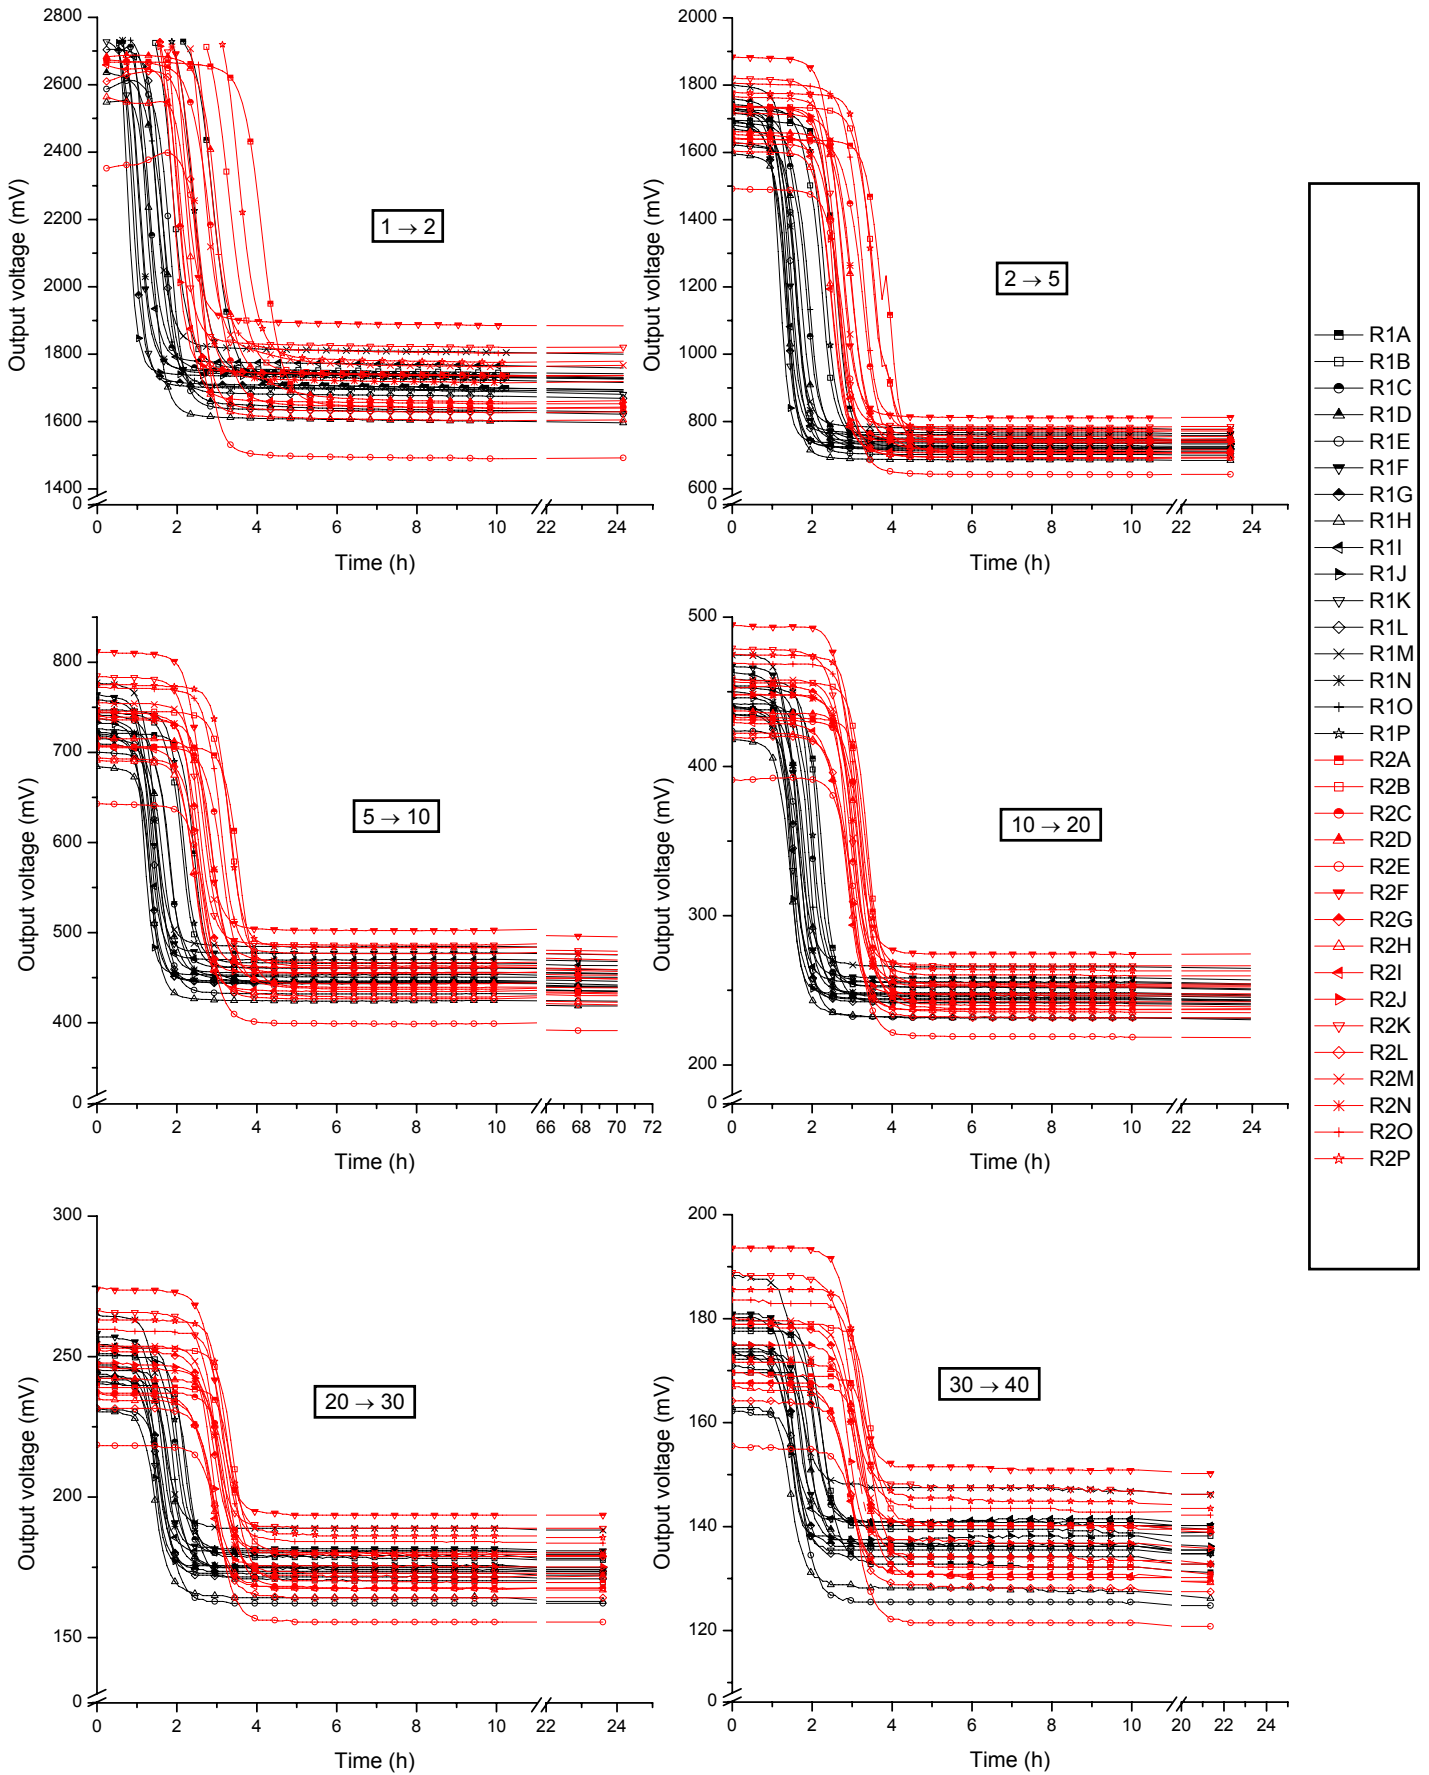 2800
2600
2400
2200
2000
1800
1600
1400
0
Output voltage (mV)
1 → 2
0 2 4 6 8 10 22 24
Time (h)
2000
1800
1600
1400
1200
1000
800
600
0
Output voltage (mV)
2 → 5
0 2 4 6 8 10 22 24
Time (h)
800
700
600
500
400
0
Output voltage (mV)
5 → 10
0 2 4 6 8 10 66 68 70 72
Time (h)
500
400
300
200
0
Output voltage (mV)
10 → 20
0 2 4 6 8 10 22 24
Time (h)
300
250
200
150
0
Output voltage (mV)
20 → 30
0 2 4 6 8 10 22 24
Time (h)
200
180
160
140
120
0
Output voltage (mV)
30 → 40
0 2 4 6 8 10 20 22 24
Time (h)
R1A
R1B
R1C
R1D
R1E
R1F
R1G
R1H
R1I
R1J
R1K
R1L
R1M
R1N
R1O
R1P
R2A
R2B
R2C
R2D
R2E
R2F
R2G
R2H
R2I
R2J
R2K
R2L
R2M
R2N
R2O
R2P